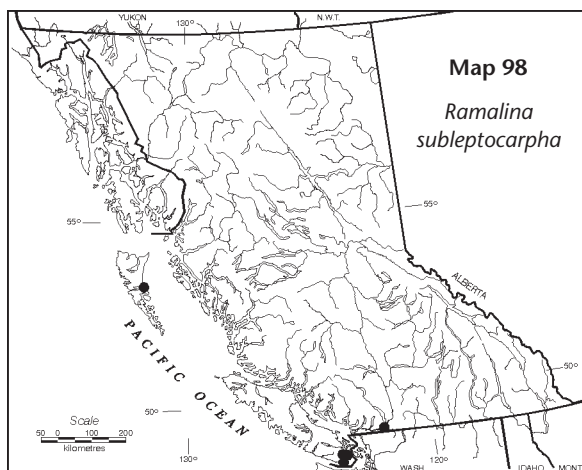 YUKON
130°
N.W.T.
Map 98
Ramalina
subleptocarpha
55°
55°
ALBERTA
PACIFIC OCEAN
50°
50°
Scale
50 0 100 200
kilometres
130°
120°
WASH
IDAHO
MONT